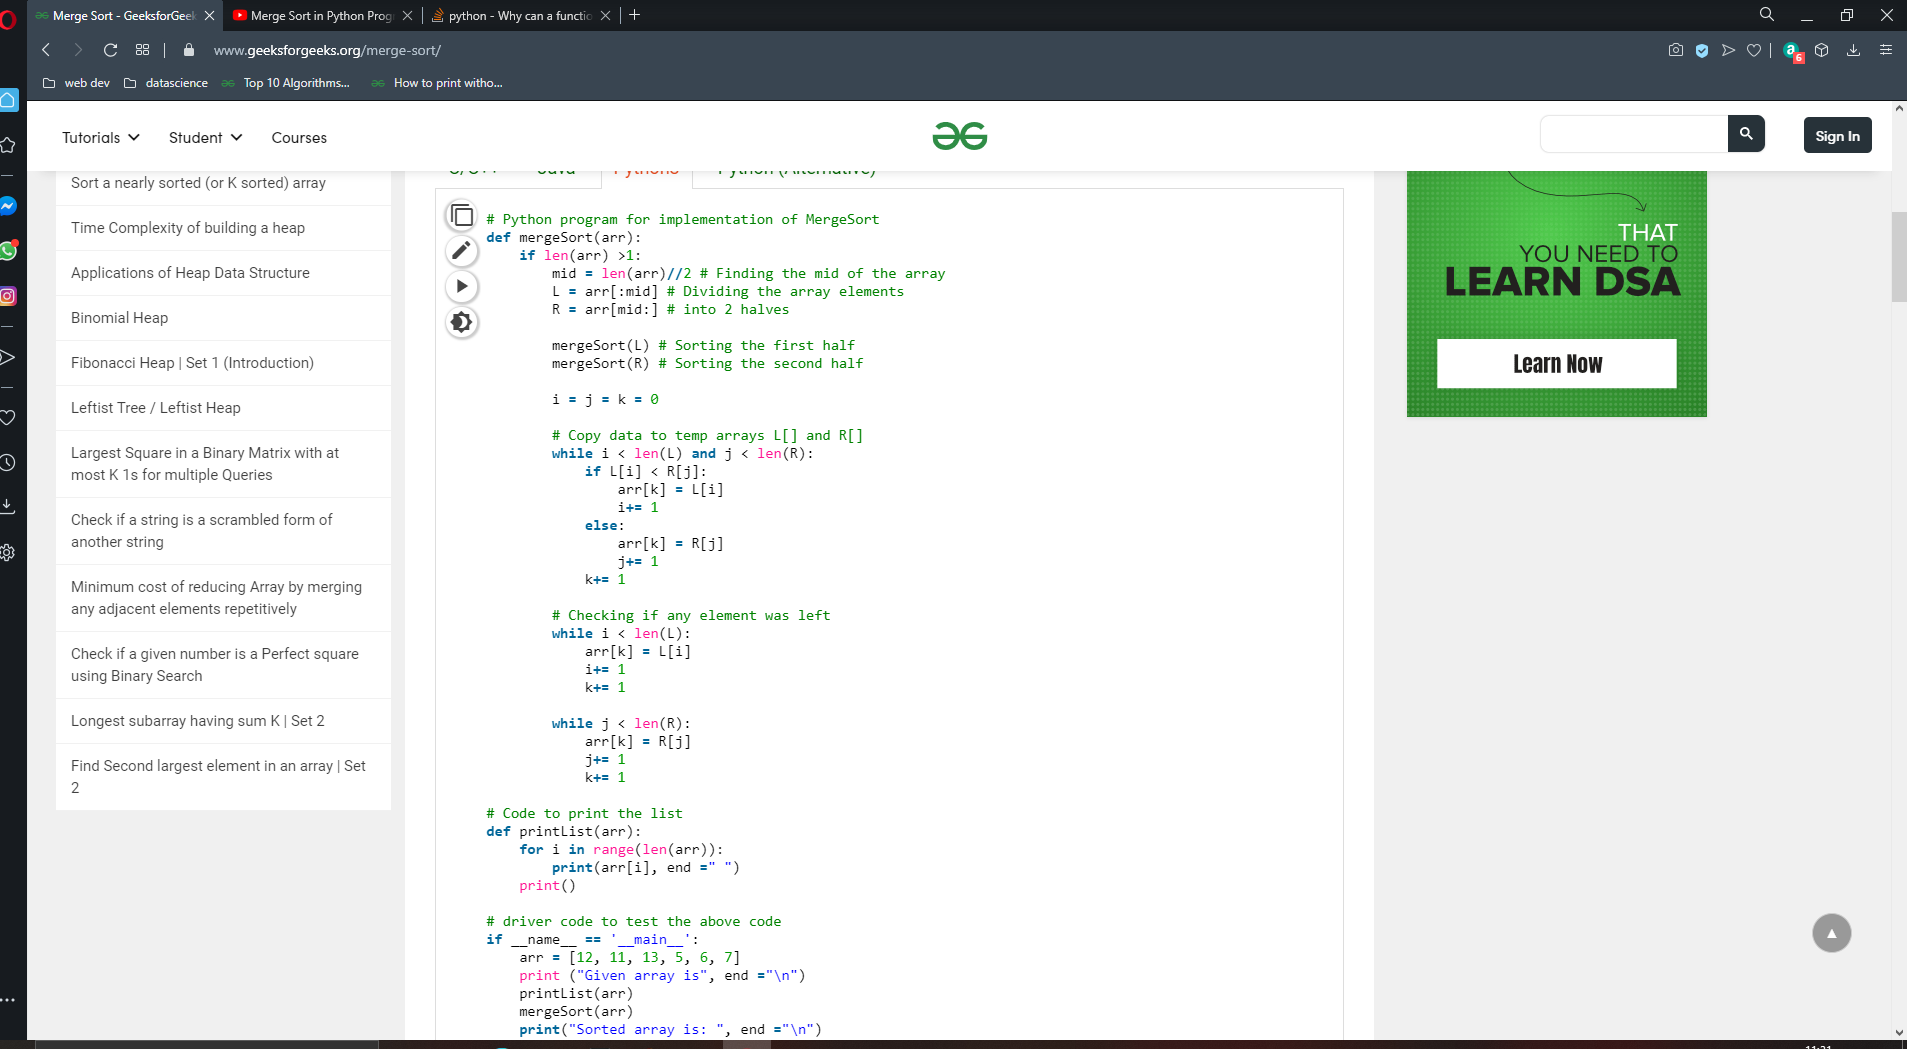 Merge Sort - GeeksforGeek
Merge Sort in Python Prog
python - Why can a functio
www.geeksforgeeks.org/merge-sort/
6
web dev
datascience
Top 10 Algorithms...
How to print witho...
Tutorials
Student
Courses
Sign In
Sort a nearly sorted (or K sorted) array
Time Complexity of building a heap
Applications of Heap Data Structure
Binomial Heap
Fibonacci Heap | Set 1 (Introduction)
Leftist Tree / Leftist Heap
Largest Square in a Binary Matrix with at
most K 1s for multiple Queries
Check if a string is a scrambled form of
another string
Minimum cost of reducing Array by merging
any adjacent elements repetitively
Check if a given number is a Perfect square
using Binary Search
Longest subarray having sum K | Set 2
Find Second largest element in an array | Set
2
C/C++
Java
Python3
Python (Alternative)
# Python program for implementation of MergeSort
def mergeSort(arr):
if len(arr) >1:
mid = len(arr)//2 # Finding the mid of the array
L = arr[:mid] # Dividing the array elements
R = arr[mid:] # into 2 halves
mergeSort(L) # Sorting the first half
mergeSort(R) # Sorting the second half
i = j = k = 0
# Copy data to temp arrays L[] and R[]
while i < len(L) and j < len(R):
if L[i] < R[j]:
arr[k] = L[i]
i+= 1
else:
arr[k] = R[j]
j+= 1
k+= 1
# Checking if any element was left
while i < len(L):
arr[k] = L[i]
i+= 1
k+= 1
while j < len(R):
arr[k] = R[j]
j+= 1
k+= 1
# Code to print the list
def printList(arr):
for i in range(len(arr)):
print(arr[i], end =" ")
print()
# driver code to test the above code
if __name__ == '__main__':
arr = [12, 11, 13, 5, 6, 7]
print ("Given array is", end ="\n")
printList(arr)
mergeSort(arr)
print("Sorted array is: ", end ="\n")
THAT
YOU NEED TO
LEARN DSA
Learn Now